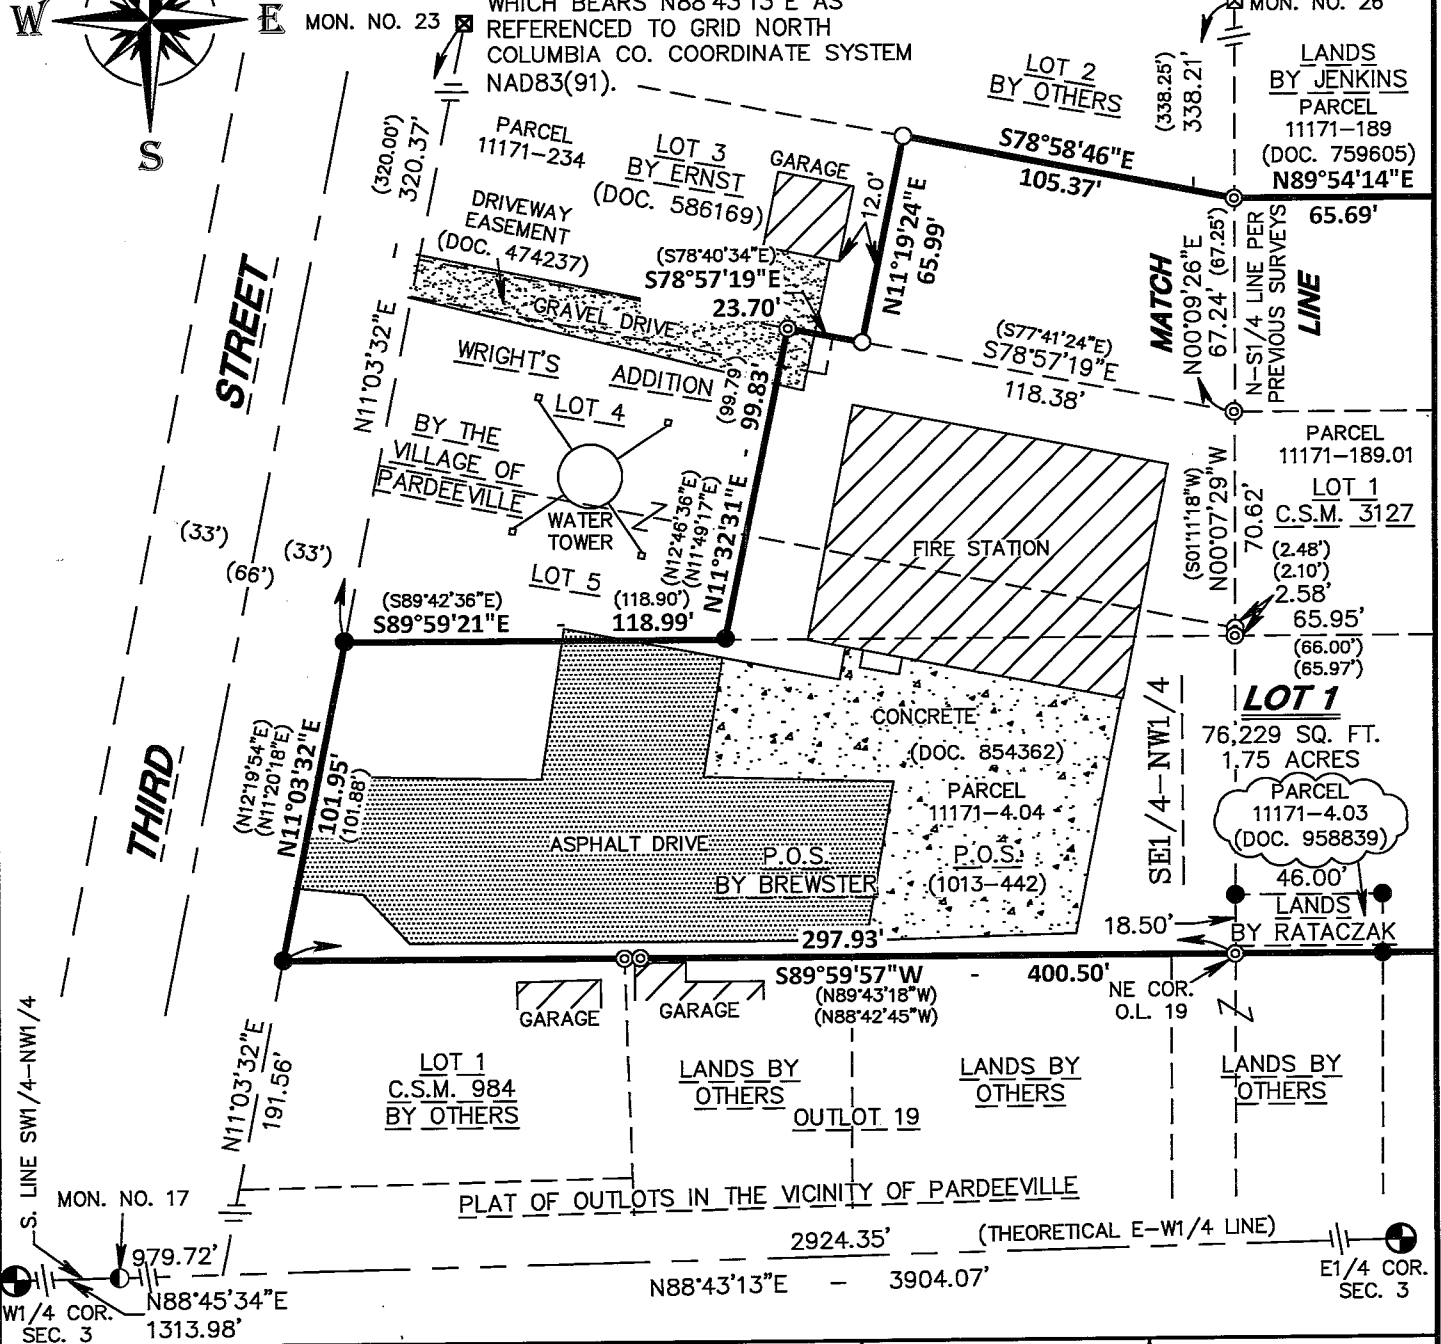 W
E
S
MON. NO. 23
WHICH BEARS N88°43'13"E AS
REFERENCED TO GRID NORTH
COLUMBIA CO. COORDINATE SYSTEM
NAD83(91).
MON. NO. 26
LOT 2
BY OTHERS
(338.25')
338.21'
LANDS
BY JENKINS
PARCEL
11171-189
(DOC. 759605)
N89°54'14"E
65.69'
(320.00')
320.37'
PARCEL
11171-234
LOT 3
BY ERNST
(DOC. 586169)
GARAGE
12.0'
S78°58'46"E
105.37'
N11°19'24"E
65.99'
DRIVEWAY
EASEMENT
(DOC. 474237)
(S78°40'34"E)
S78°57'19"E
23.70'
GRAVEL DRIVE
STREET
N11°03'32"E
WRIGHT'S
ADDITION
LOT 4
BY THE
VILLAGE OF
PARDEEVILLE
WATER
TOWER
LOT 5
(99.79')
99.83'
(N12°46'36"E)
(N11°49'17"E)
N11°32'31"E -
(S77°41'24"E)
S78°57'19"E
118.38'
MATCH
N00°09'26"E
67.24' (67.25')
N-S1/4 LINE PER
PREVIOUS SURVEYS
LINE
PARCEL
11171-189.01
LOT 1
C.S.M. 3127
(S01°11'18"W)
N00°07'29"W
70.62'
(2.48')
(2.10')
2.58'
65.95'
(66.00')
(65.97')
FIRE STATION
(33')
(66')
(33')
(S89°42'36"E)
S89°59'21"E
(118.90')
118.99'
LOT 1
76,229 SQ. FT.
1.75 ACRES
PARCEL
11171-4.03
(DOC. 958839)
SE1/4-NW1/4
CONCRETE
(DOC. 854362)
PARCEL
11171-4.04
P.O.S.
(1013-442)
ASPHALT DRIVE
P.O.S.
BY BREWSTER
THIRD
(N12°19'54"E)
(N11°20'18"E)
N11°03'32"E
101.95'
(101.88')
46.00'
LANDS
BY RATACZAK
18.50'
297.93'
S89°59'57"W - 400.50'
(N89°43'18"W)
(N88°42'45"W)
NE COR.
O.L. 19
GARAGE
GARAGE
LOT 1
C.S.M. 984
BY OTHERS
LANDS BY
OTHERS
LANDS BY
OTHERS
LANDS BY
OTHERS
OUTLOT 19
N11°03'32"E
191.56'
S. LINE SW1/4-NW1/4
MON. NO. 17
PLAT OF OUTLOTS IN THE VICINITY OF PARDEEVILLE
979.72'
2924.35'
(THEORETICAL E-W1/4 LINE)
N88°43'13"E - 3904.07'
W1/4 COR.
SEC. 3
N88°45'34"E
1313.98'
E1/4 COR.
SEC. 3